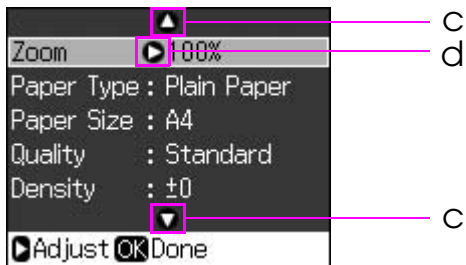 C
Zoom 100%
d
Paper Type : Plain Paper
Paper Size : A4
Quality : Standard
Density : ±0
C
Adjust OK Done